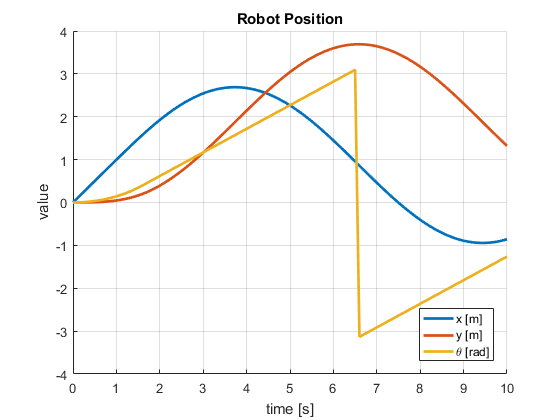 Robot Position
value
4
3
2
1
0
-1
-2
-3
-4
0 1 2 3 4 5 6 7 8 9 10
time [s]
x [m]
y [m]
θ [rad]